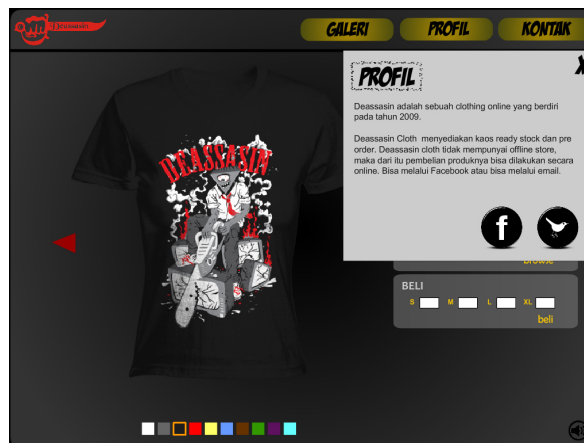 OWN
Deassasin
GALERI
PROFIL
KONTAK
X
PROFIL
Deassasin adalah sebuah clothing online yang berdiri
pada tahun 2009.
Deassasin Cloth menyediakan kaos ready stock dan pre
order. Deassasin cloth tidak mempunyai offline store,
maka dari itu pembelian produknya bisa dilakukan secara
online. Bisa melalui Facebook atau bisa melalui email.
f
DEASSASIN
browse
BELI
S M L XL
beli